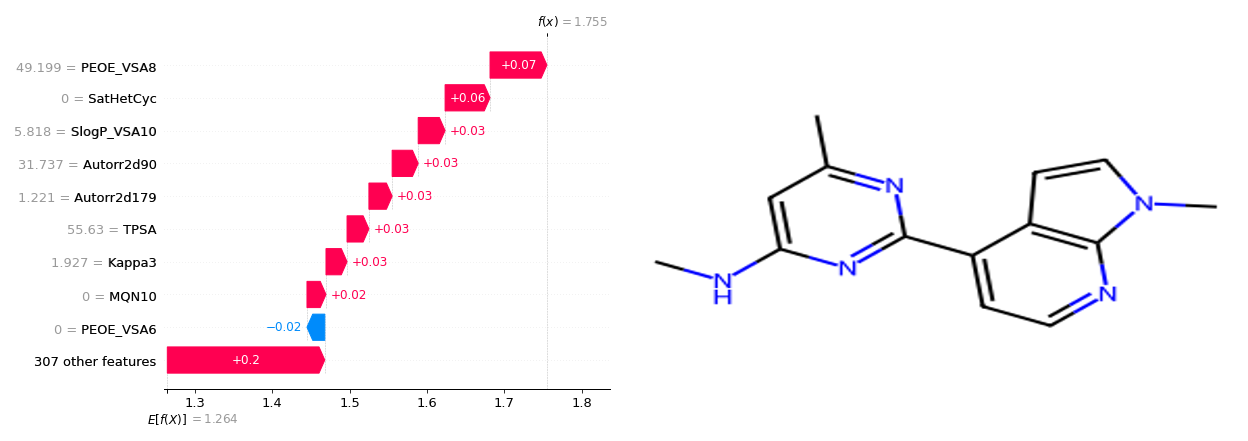 f(x) = 1.755
49.199 = PEOE_VSA8
+0.07
0 = SatHetCyc
+0.06
5.818 = SlogP_VSA10
+0.03
31.737 = Autorr2d90
+0.03
1.221 = Autorr2d179
+0.03
55.63 = TPSA
+0.03
1.927 = Kappa3
+0.03
0 = MQN10
+0.02
0 = PEOE_VSA6
−0.02
307 other features
+0.2
1.3 1.4 1.5 1.6 1.7 1.8
E[f(X)] = 1.264
N
N
N
H
N
N